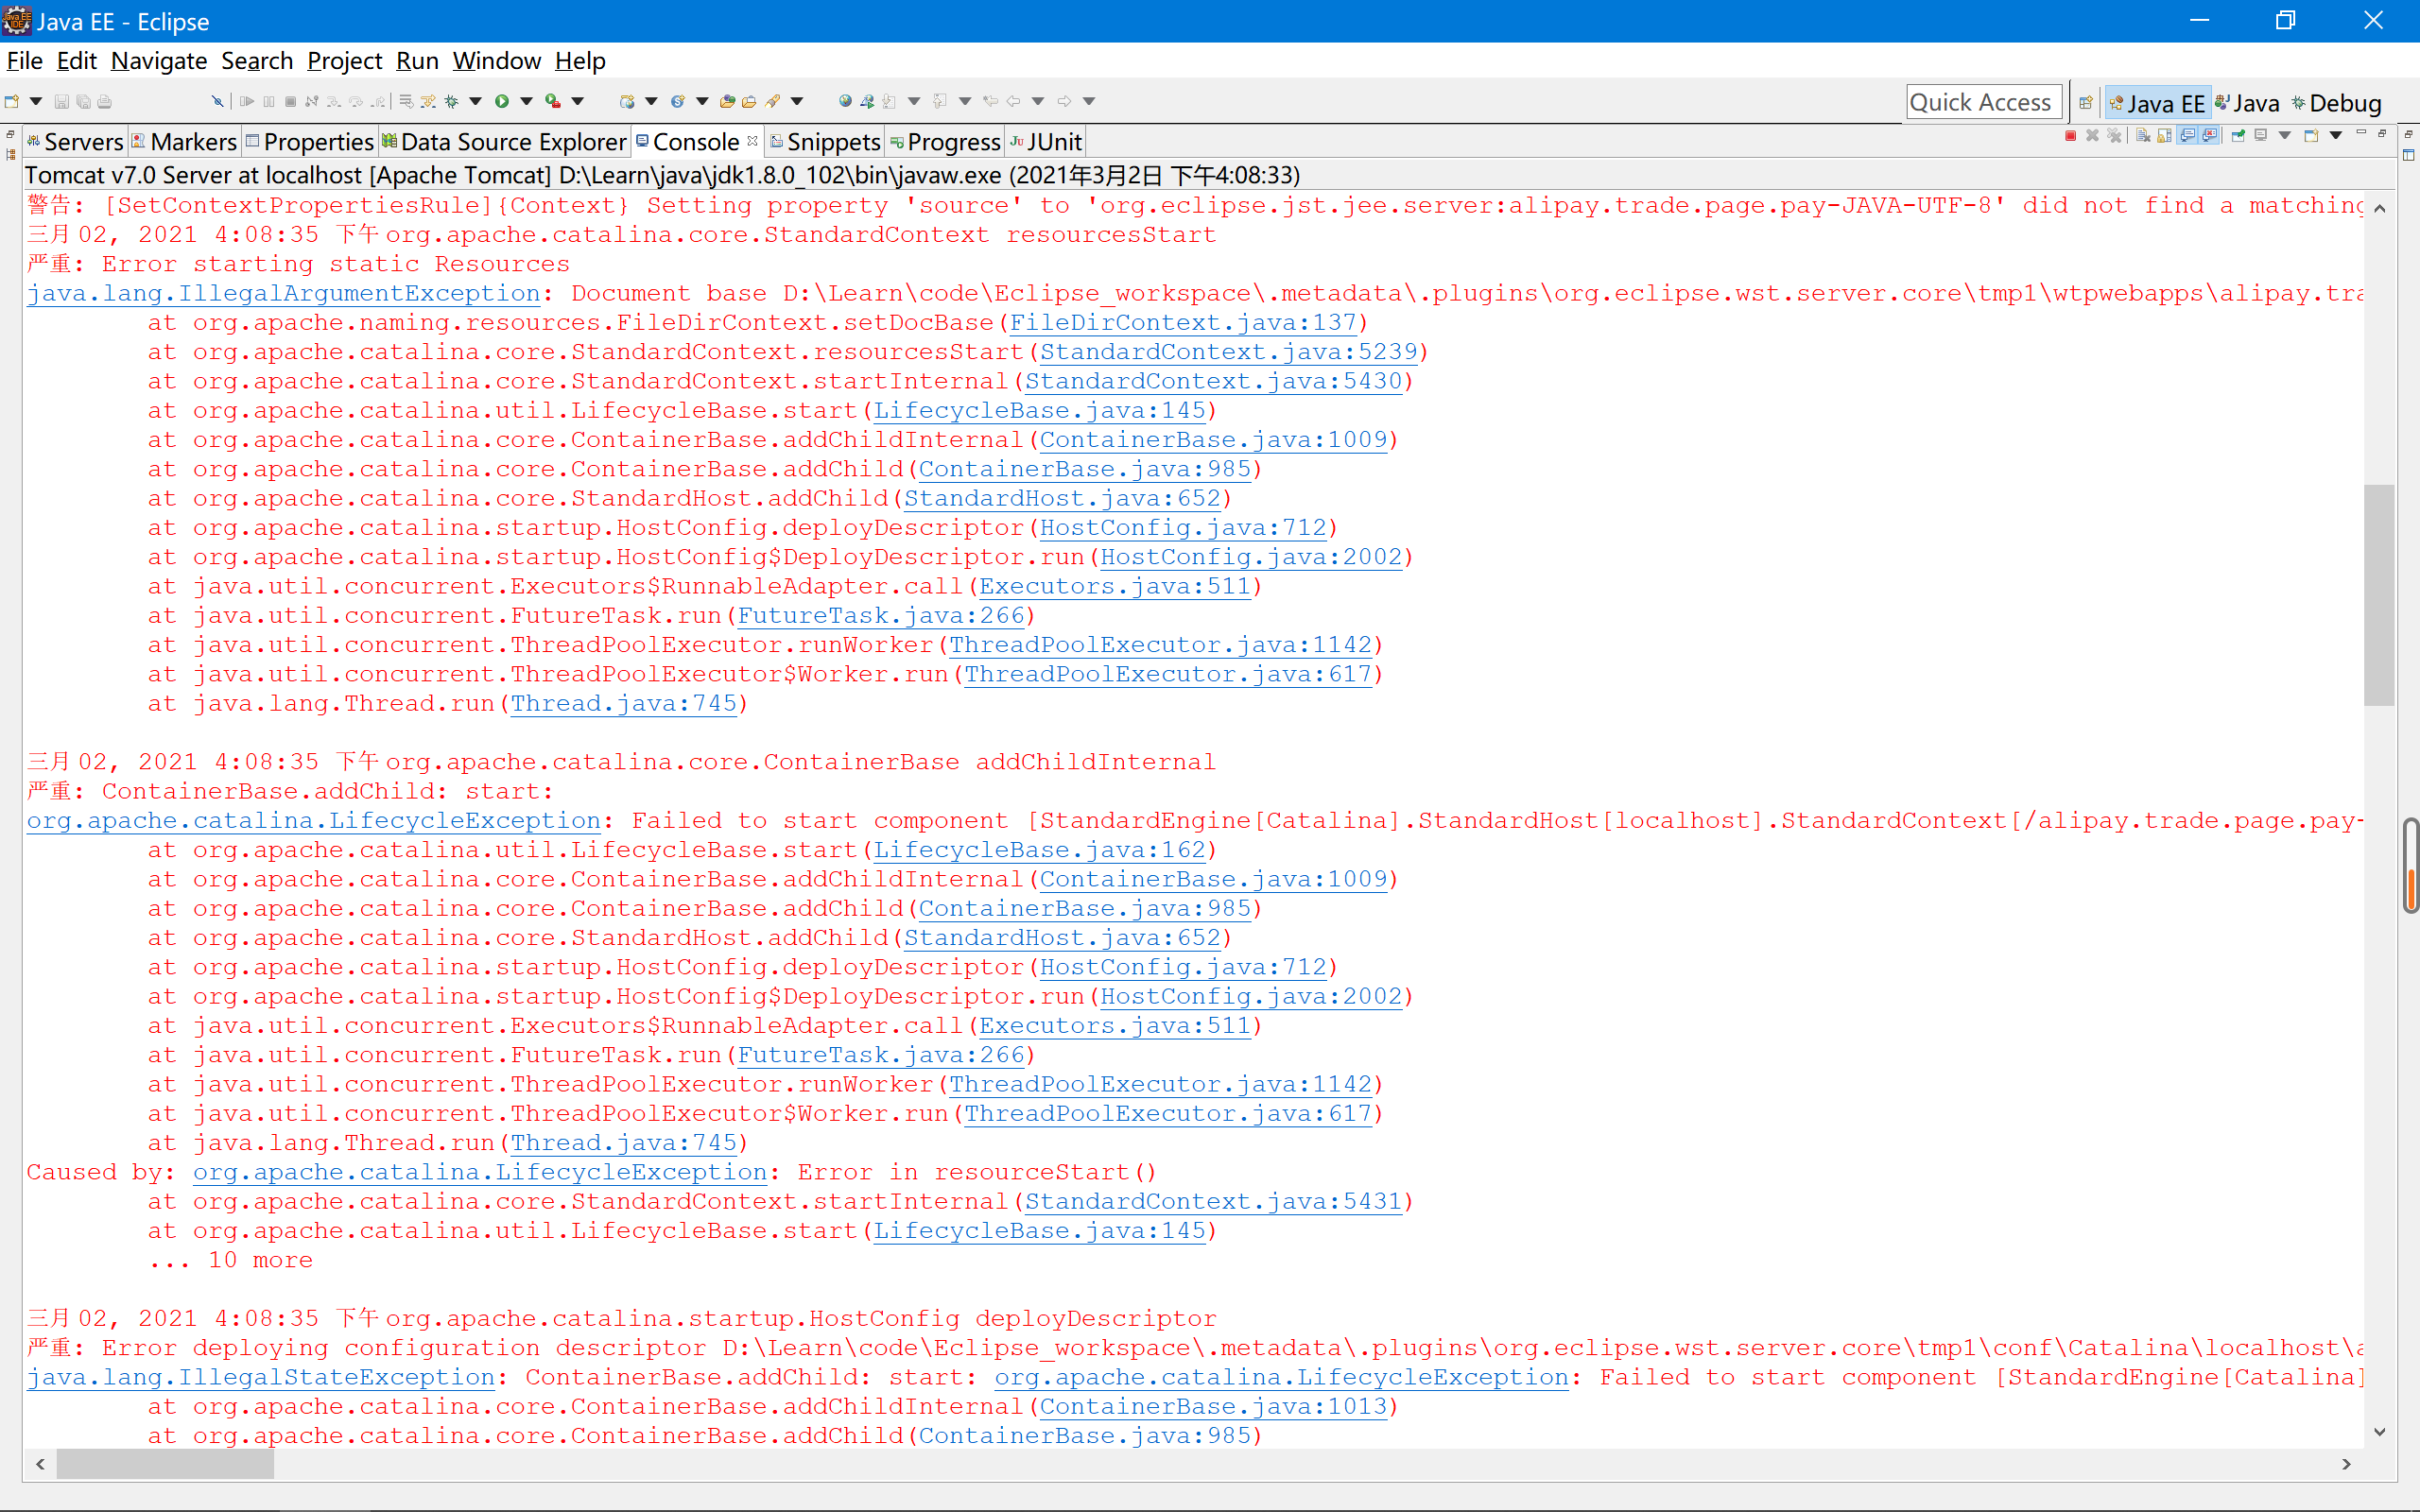 Java EE - Eclipse
File Edit Navigate Search Project Run Window Help
Quick Access Java EE Java Debug
Servers Markers Properties Data Source Explorer Console Snippets Progress JUnit
Tomcat v7.0 Server at localhost [Apache Tomcat] D:\Learn\java\jdk1.8.0_102\bin\javaw.exe (2021年3月2日 下午4:08:33)
警告: [SetContextPropertiesRule]{Context} Setting property 'source' to 'org.eclipse.jst.jee.server:alipay.trade.page.pay-JAVA-UTF-8' did not find a matching
三月 02, 2021 4:08:35 下午 org.apache.catalina.core.StandardContext resourcesStart
严重: Error starting static Resources
java.lang.IllegalArgumentException: Document base D:\Learn\code\Eclipse_workspace\.metadata\.plugins\org.eclipse.wst.server.core\tmp1\wtpwebapps\alipay.tra
at org.apache.naming.resources.FileDirContext.setDocBase(FileDirContext.java:137)
at org.apache.catalina.core.StandardContext.resourcesStart(StandardContext.java:5239)
at org.apache.catalina.core.StandardContext.startInternal(StandardContext.java:5430)
at org.apache.catalina.util.LifecycleBase.start(LifecycleBase.java:145)
at org.apache.catalina.core.ContainerBase.addChildInternal(ContainerBase.java:1009)
at org.apache.catalina.core.ContainerBase.addChild(ContainerBase.java:985)
at org.apache.catalina.core.StandardHost.addChild(StandardHost.java:652)
at org.apache.catalina.startup.HostConfig.deployDescriptor(HostConfig.java:712)
at org.apache.catalina.startup.HostConfig$DeployDescriptor.run(HostConfig.java:2002)
at java.util.concurrent.Executors$RunnableAdapter.call(Executors.java:511)
at java.util.concurrent.FutureTask.run(FutureTask.java:266)
at java.util.concurrent.ThreadPoolExecutor.runWorker(ThreadPoolExecutor.java:1142)
at java.util.concurrent.ThreadPoolExecutor$Worker.run(ThreadPoolExecutor.java:617)
at java.lang.Thread.run(Thread.java:745)
三月 02, 2021 4:08:35 下午 org.apache.catalina.core.ContainerBase addChildInternal
严重: ContainerBase.addChild: start:
org.apache.catalina.LifecycleException: Failed to start component [StandardEngine[Catalina].StandardHost[localhost].StandardContext[/alipay.trade.page.pay-
at org.apache.catalina.util.LifecycleBase.start(LifecycleBase.java:162)
at org.apache.catalina.core.ContainerBase.addChildInternal(ContainerBase.java:1009)
at org.apache.catalina.core.ContainerBase.addChild(ContainerBase.java:985)
at org.apache.catalina.core.StandardHost.addChild(StandardHost.java:652)
at org.apache.catalina.startup.HostConfig.deployDescriptor(HostConfig.java:712)
at org.apache.catalina.startup.HostConfig$DeployDescriptor.run(HostConfig.java:2002)
at java.util.concurrent.Executors$RunnableAdapter.call(Executors.java:511)
at java.util.concurrent.FutureTask.run(FutureTask.java:266)
at java.util.concurrent.ThreadPoolExecutor.runWorker(ThreadPoolExecutor.java:1142)
at java.util.concurrent.ThreadPoolExecutor$Worker.run(ThreadPoolExecutor.java:617)
at java.lang.Thread.run(Thread.java:745)
Caused by: org.apache.catalina.LifecycleException: Error in resourceStart()
at org.apache.catalina.core.StandardContext.startInternal(StandardContext.java:5431)
at org.apache.catalina.util.LifecycleBase.start(LifecycleBase.java:145)
... 10 more
三月 02, 2021 4:08:35 下午 org.apache.catalina.startup.HostConfig deployDescriptor
严重: Error deploying configuration descriptor D:\Learn\code\Eclipse_workspace\.metadata\.plugins\org.eclipse.wst.server.core\tmp1\conf\Catalina\localhost\a
java.lang.IllegalStateException: ContainerBase.addChild: start: org.apache.catalina.LifecycleException: Failed to start component [StandardEngine[Catalina]
at org.apache.catalina.core.ContainerBase.addChildInternal(ContainerBase.java:1013)
at org.apache.catalina.core.ContainerBase.addChild(ContainerBase.java:985)